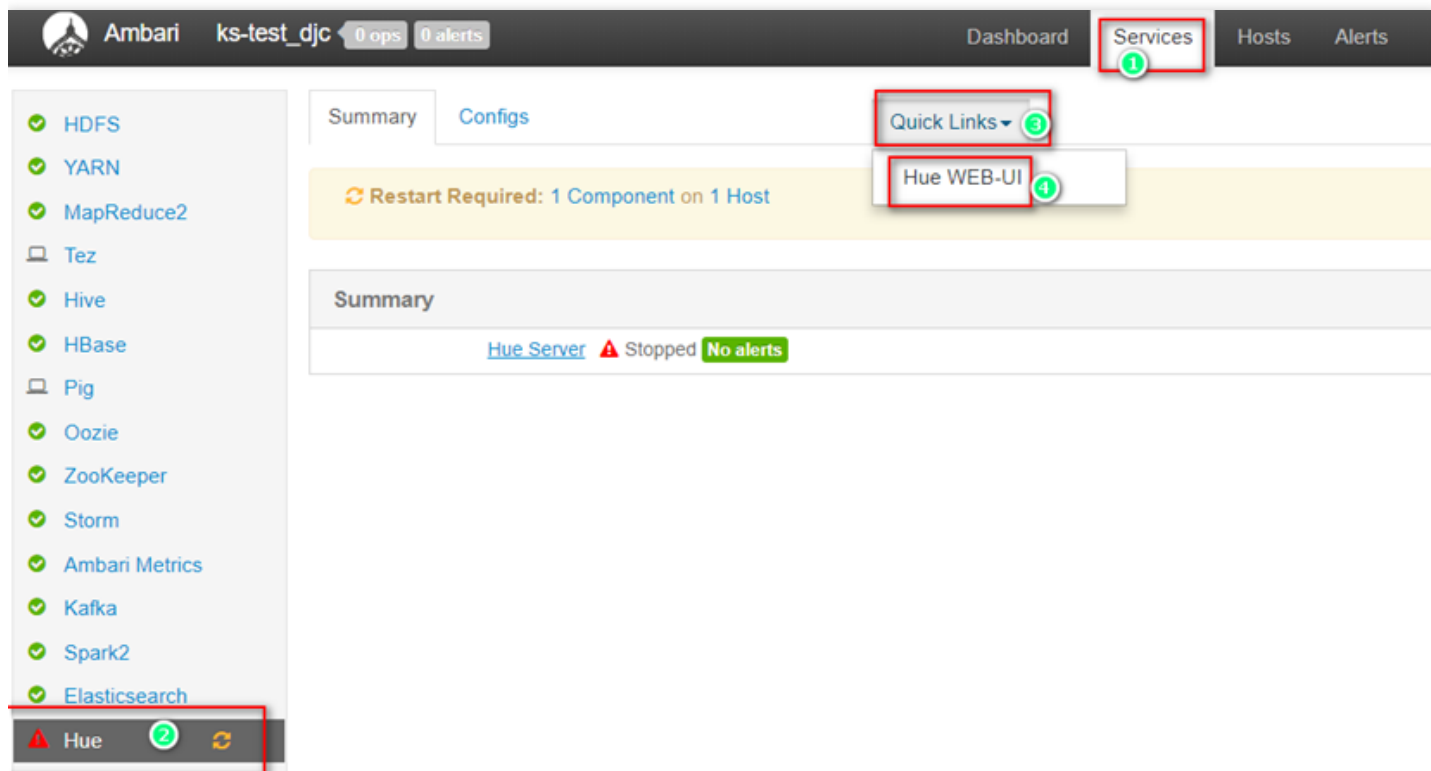 Ambari ks-test_djc 0 ops 0 alerts Dashboard Services Hosts Alerts
1
HDFS
YARN
MapReduce2
Tez
Hive
HBase
Pig
Oozie
ZooKeeper
Storm
Ambari Metrics
Kafka
Spark2
Elasticsearch
Hue 2
Summary Configs Quick Links 3
Hue WEB-UI 4
Restart Required: 1 Component on 1 Host
Summary
Hue Server Stopped No alerts